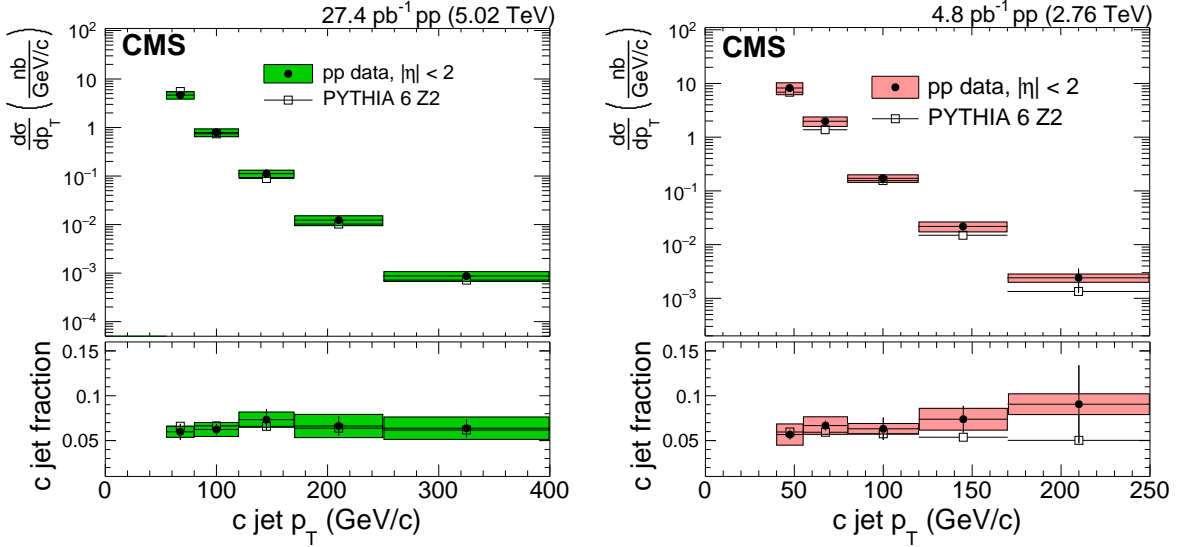 27.4 pb⁻¹ pp (5.02 TeV)
CMS
pp data, |η| < 2
PYTHIA 6 Z2
dσ/dp_T (nb/GeV/c)
10²
10
1
10⁻¹
10⁻²
10⁻³
10⁻⁴
c jet fraction
0.15
0.1
0.05
0 100 200 300 400
c jet p_T (GeV/c)
4.8 pb⁻¹ pp (2.76 TeV)
CMS
pp data, |η| < 2
PYTHIA 6 Z2
dσ/dp_T (nb/GeV/c)
10²
10
1
10⁻¹
10⁻²
10⁻³
c jet fraction
0.15
0.1
0.05
0 50 100 150 200 250
c jet p_T (GeV/c)